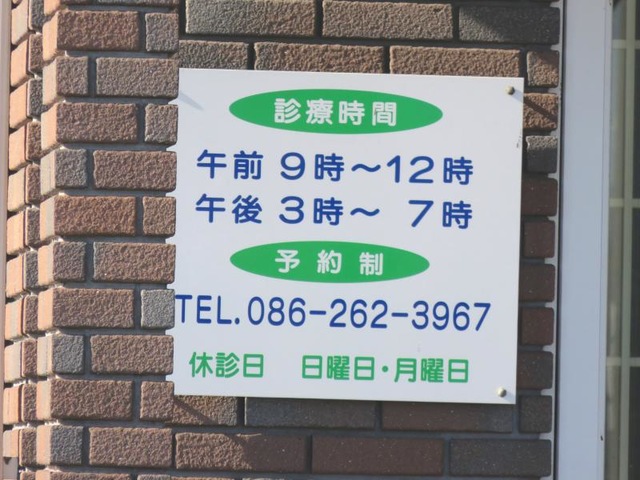 診療時間
午前 9時～12時
午後 3時～ 7時
予約制
TEL.086-262-3967
休診日 日曜日・月曜日